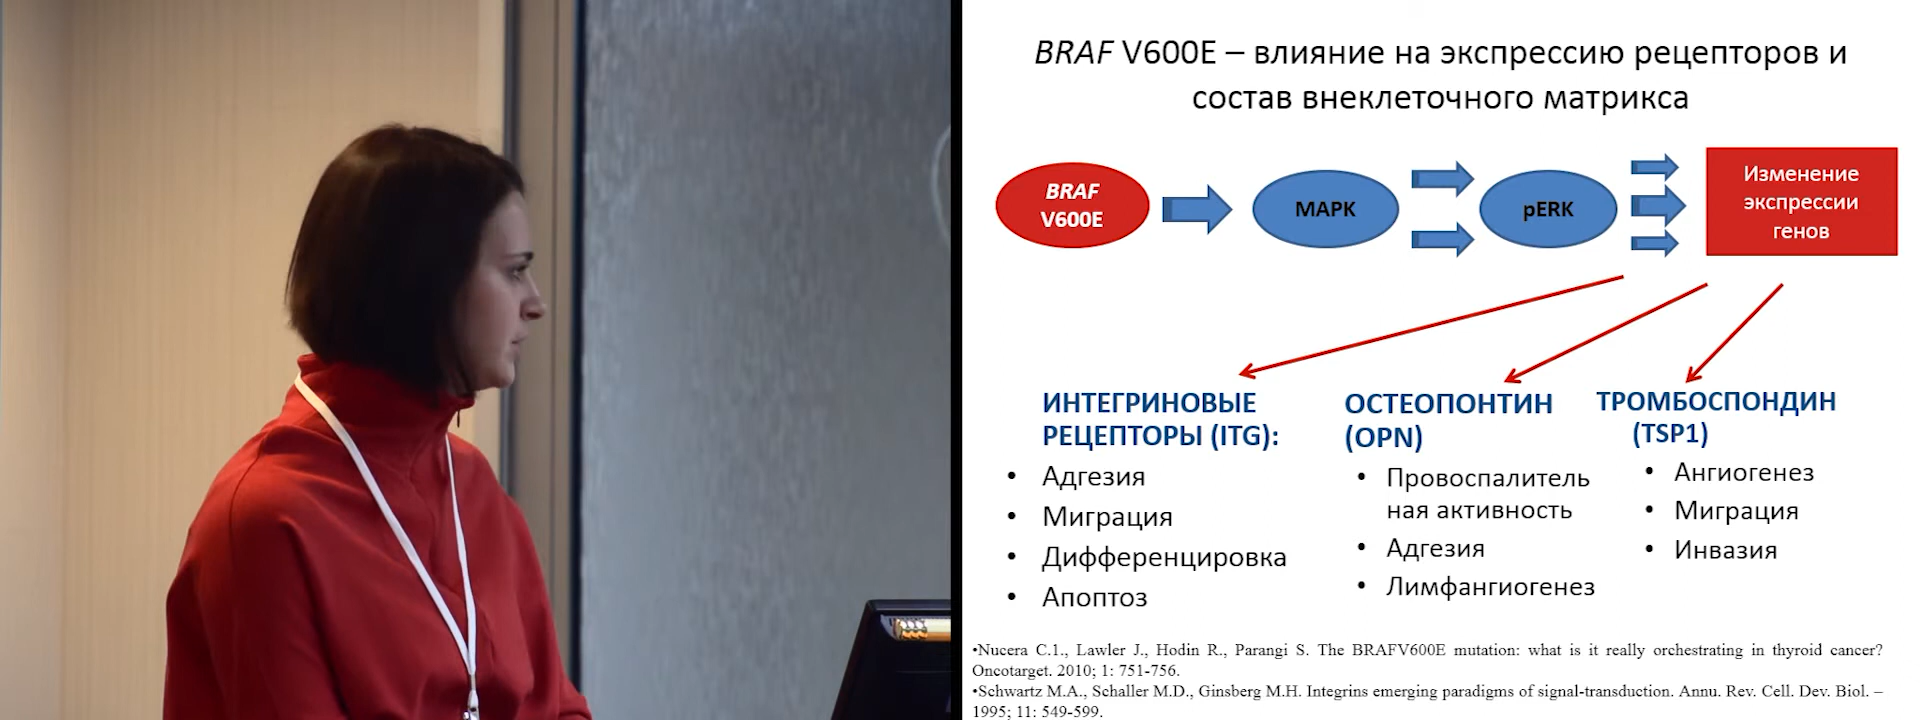 BRAF V600E – влияние на экспрессию рецепторов и
состав внеклеточного матрикса
BRAF
V600E
MAPK
pERK
Изменение
экспрессии
генов
ИНТЕГРИНОВЫЕ
РЕЦЕПТОРЫ (ITG):
• Адгезия
• Миграция
• Дифференцировка
• Апоптоз
ОСТЕОПОНТИН
(OPN)
• Провоспалитель
ная активность
• Адгезия
• Лимфангиогенез
ТРОМБОСПОНДИН
(TSP1)
• Ангиогенез
• Миграция
• Инвазия
•Nucera C.1., Lawler J., Hodin R., Parangi S. The BRAFV600E mutation: what is it really orchestrating in thyroid cancer?
Oncotarget. 2010; 1: 751-756.
•Schwartz M.A., Schaller M.D., Ginsberg M.H. Integrins emerging paradigms of signal-transduction. Annu. Rev. Cell. Dev. Biol. –
1995; 11: 549-599.